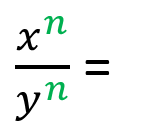 xⁿ
yⁿ =